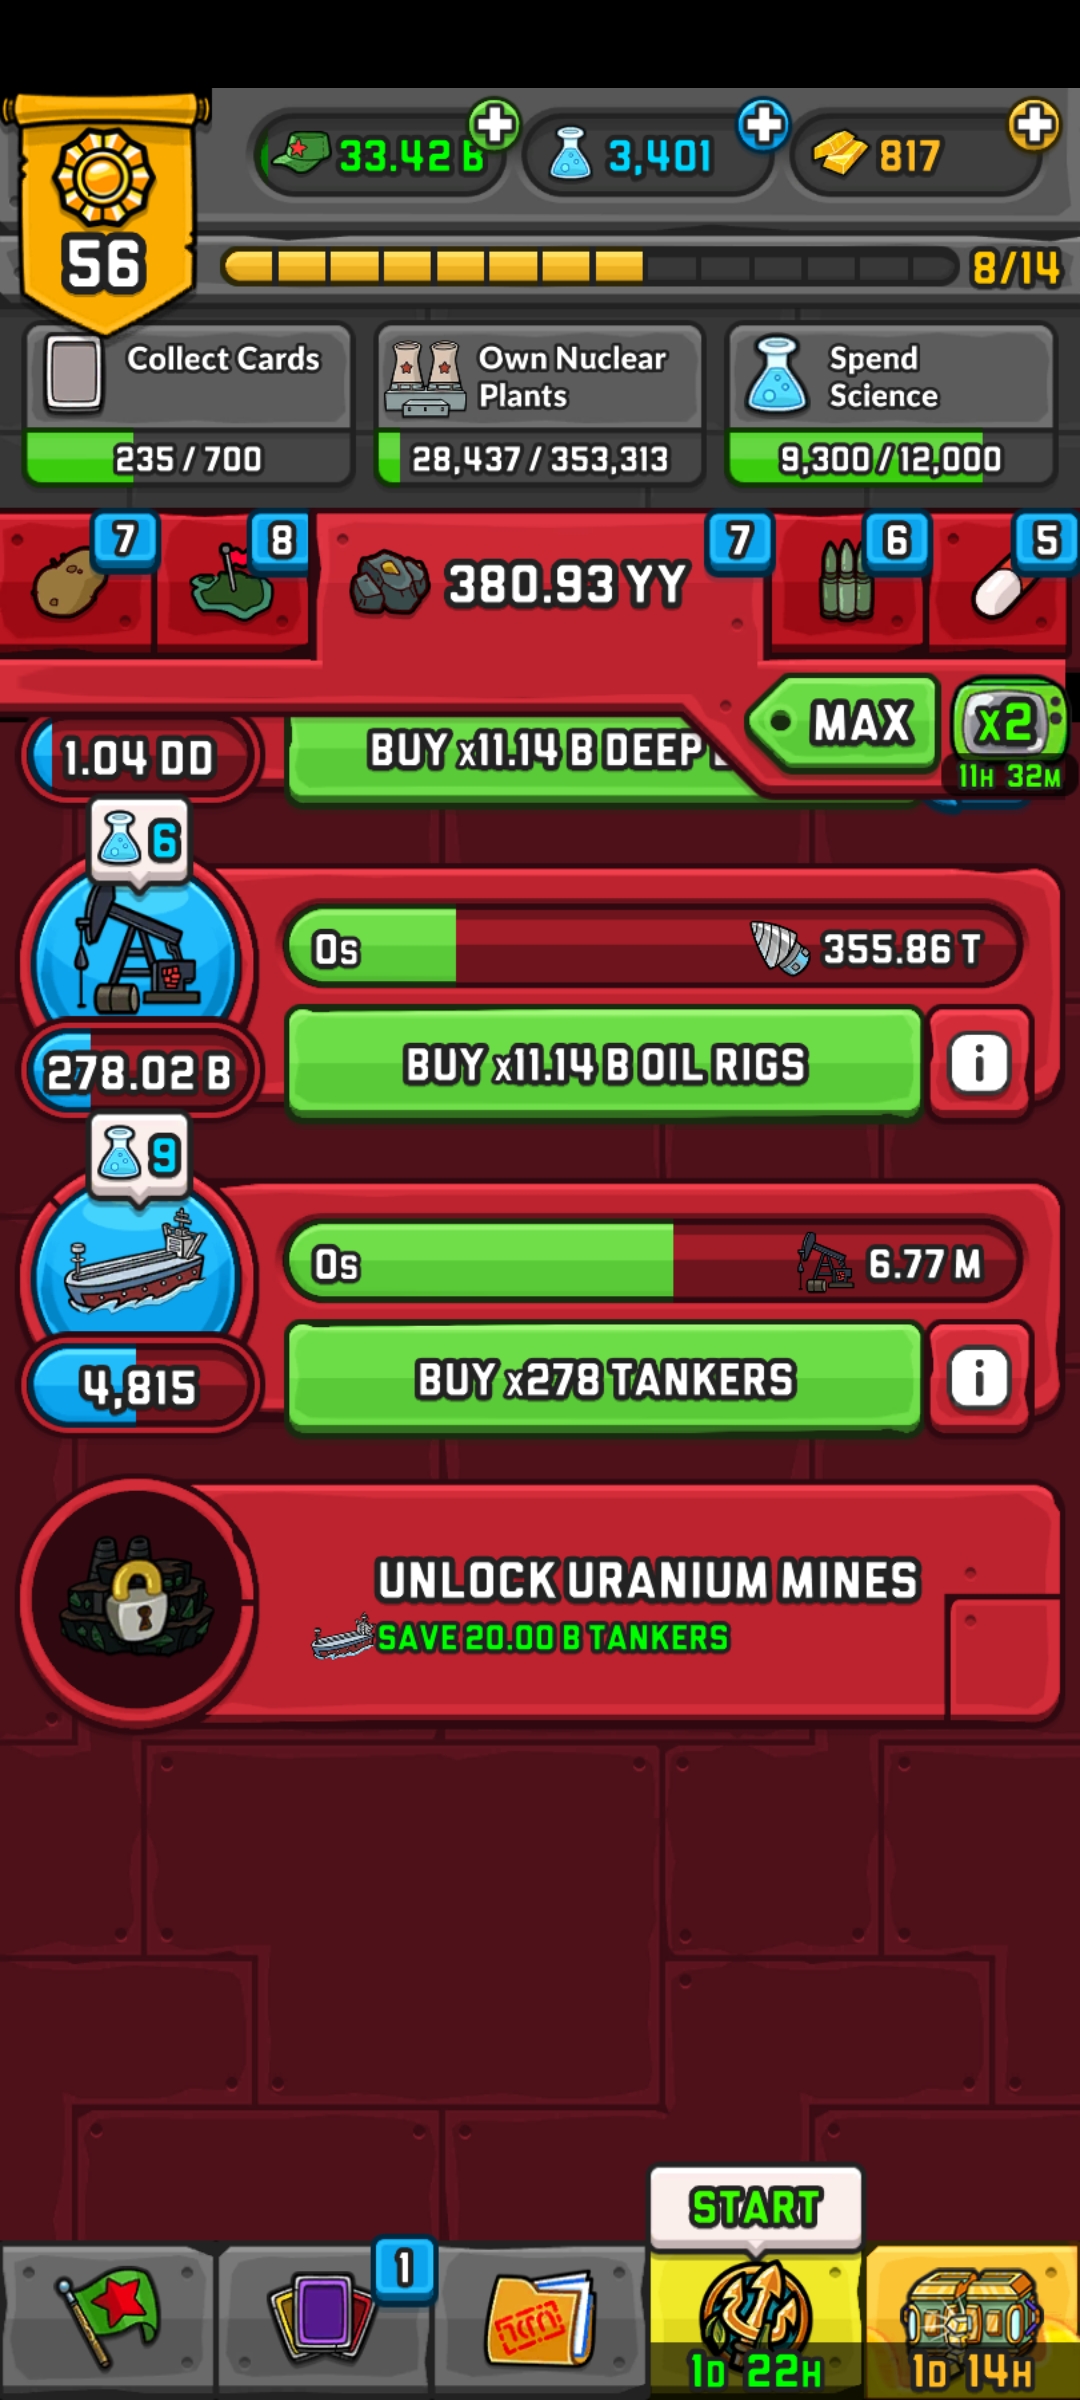 33.42 B
3,401
817
56
8/14
Collect Cards
235 / 700
Own Nuclear
Plants
28,437 / 353,313
Spend
Science
9,300 / 12,000
7
8
380.93 YY
7
6
5
MAX
X2
11H 32M
1.04 DD
BUY x11.14 B DEEP
6
0s
355.86 T
278.02 B
BUY x11.14 B OIL RIGS
i
9
0s
6.77 M
4,815
BUY x278 TANKERS
i
UNLOCK URANIUM MINES
SAVE 20.00 B TANKERS
START
1
1D 22H
1D 14H